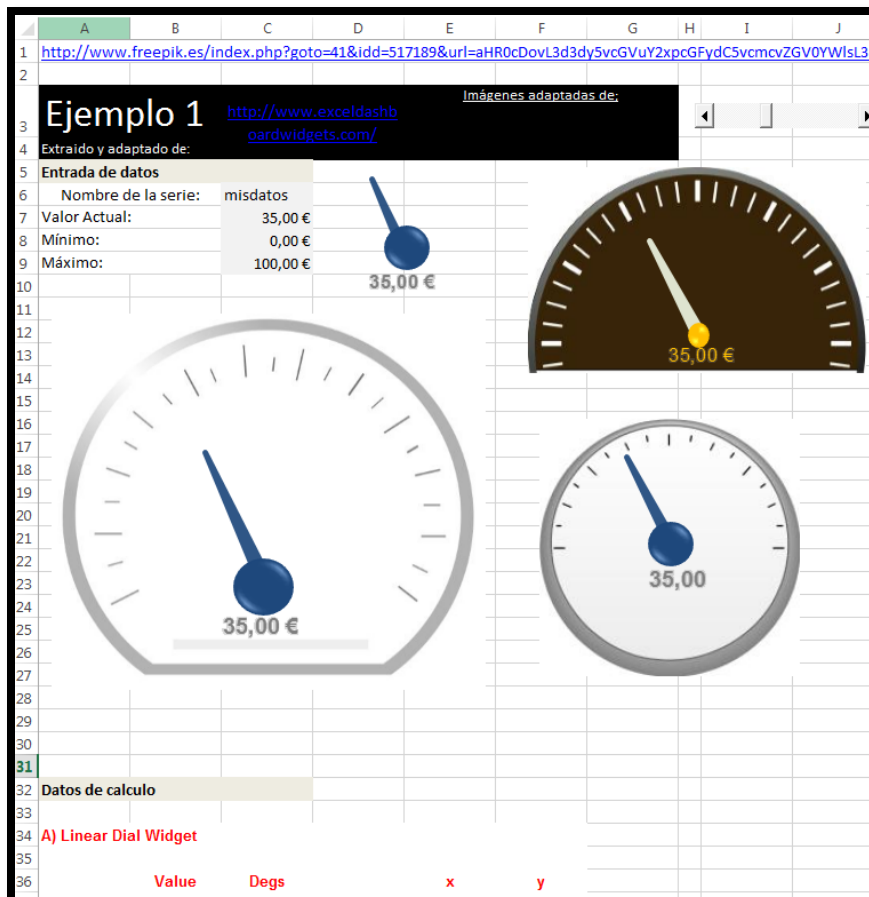 A B C D E F G H I J
1 http://www.freepik.es/index.php?goto=41&idd=517189&url=aHR0cDovL3d3dy5vcGVuY2xpcGFydC5vcmcvZGV0YWlsL3
2
Imágenes adaptadas de;
3 Ejemplo 1 http://www.exceldashb
oardwidgets.com/
4 Extraido y adaptado de:
5 Entrada de datos
6 Nombre de la serie: misdatos
7 Valor Actual: 35,00 €
8 Mínimo: 0,00 €
9 Máximo: 100,00 €
10 35,00 €
11
12
13 35,00 €
14
15
16
17
18
19
20
21
22
23 35,00
24
25 35,00 €
26
27
28
29
30
31
32 Datos de calculo
33
34 A) Linear Dial Widget
35
36 Value Degs x y